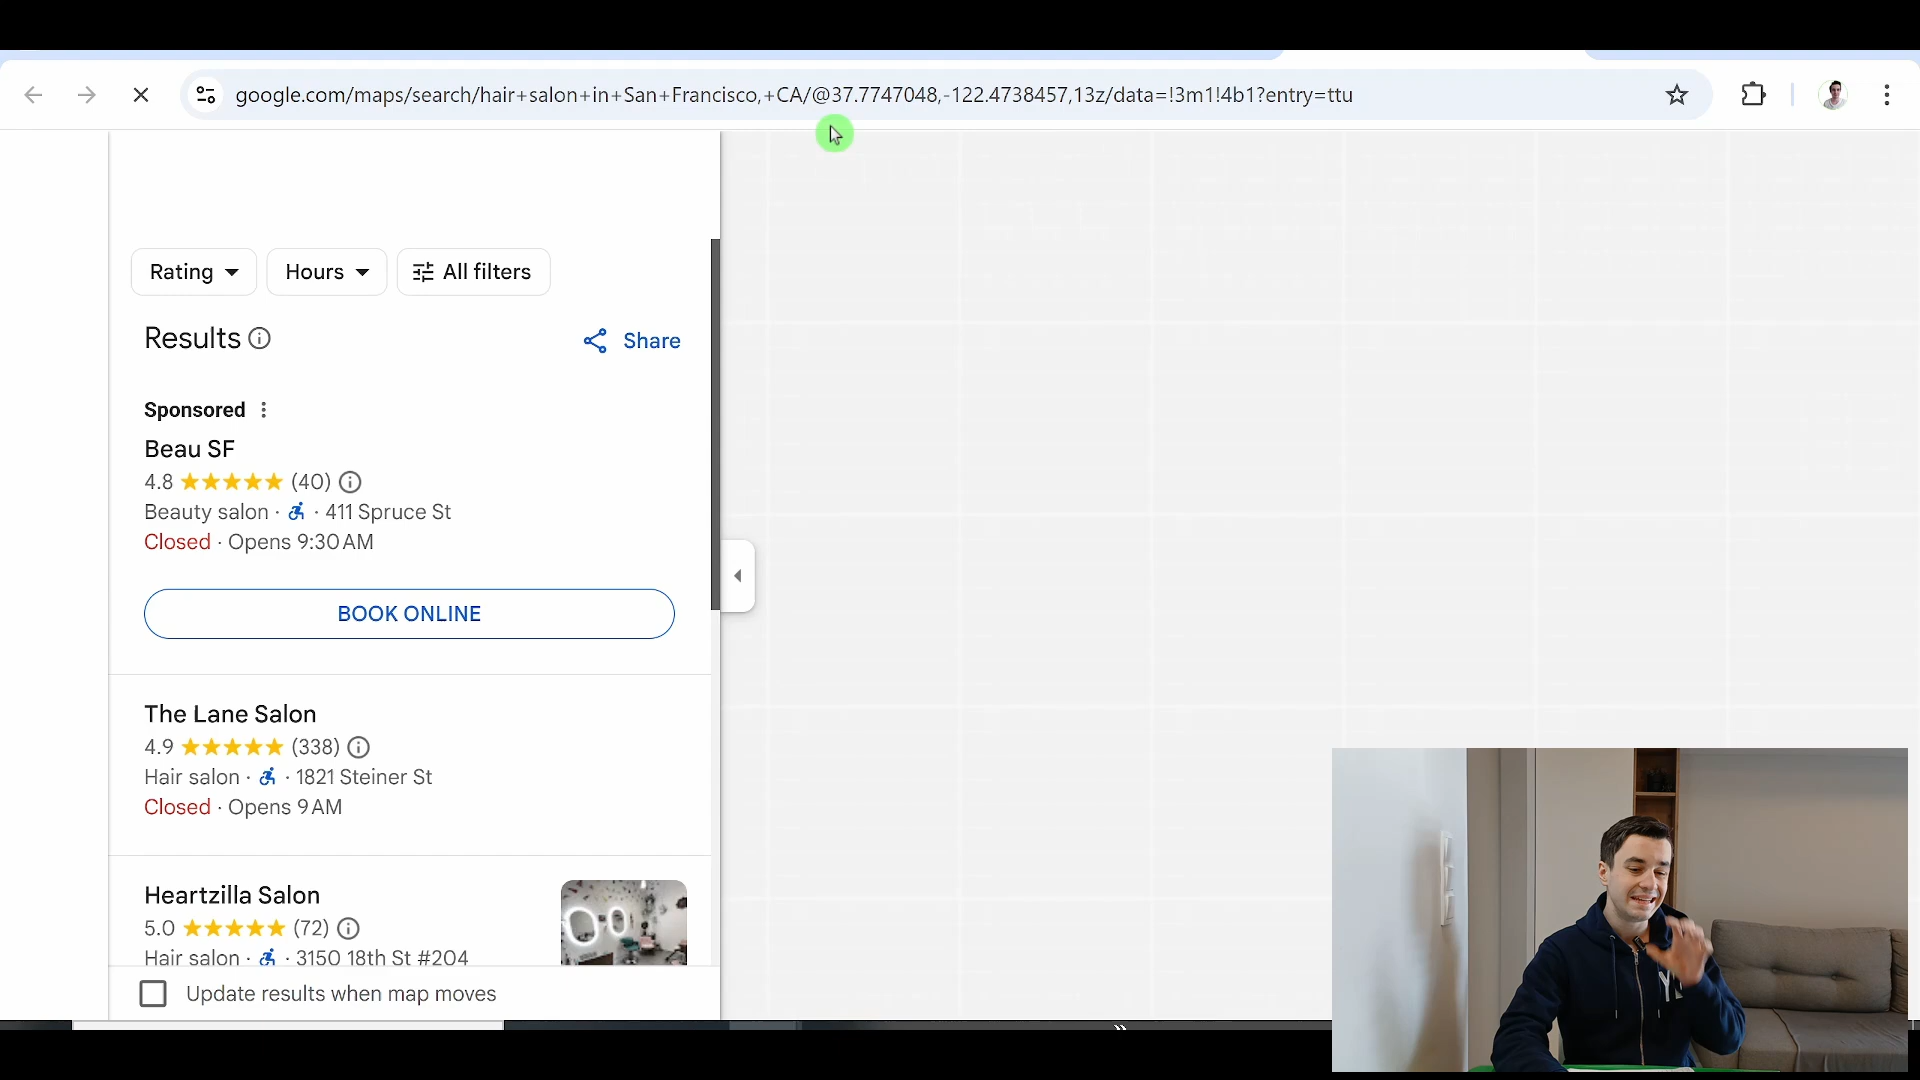 google.com/maps/search/hair+salon+in+San+Francisco,+CA/@37.7747048,-122.4738457,13z/data=!3m1!4b1?entry=ttu
Rating
Hours
All filters
Results
Share
Sponsored
Beau SF
4.8 (40)
Beauty salon · · 411 Spruce St
Closed · Opens 9:30 AM
BOOK ONLINE
The Lane Salon
4.9 (338)
Hair salon · · 1821 Steiner St
Closed · Opens 9 AM
Heartzilla Salon
5.0 (72)
Hair salon · · 3150 18th St #204
Update results when map moves